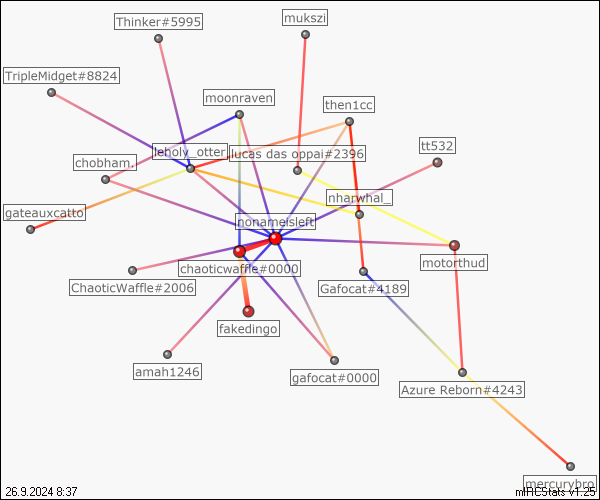 Thinker#5995
mukszi
TripleMidget#8824
moonraven
then1cc
tt532
leholy_otter
lucas das oppai#2396
chobham_
nharwhal_
gateauxcatto
nonameisleft
motorthud
chaoticwaffle#0000
ChaoticWaffle#2006
Gafocat#4189
fakedingo
amah1246
gafocat#0000
Azure Reborn#4243
mercurybro
26.9.2024 8:37
mIRCStats v1.25